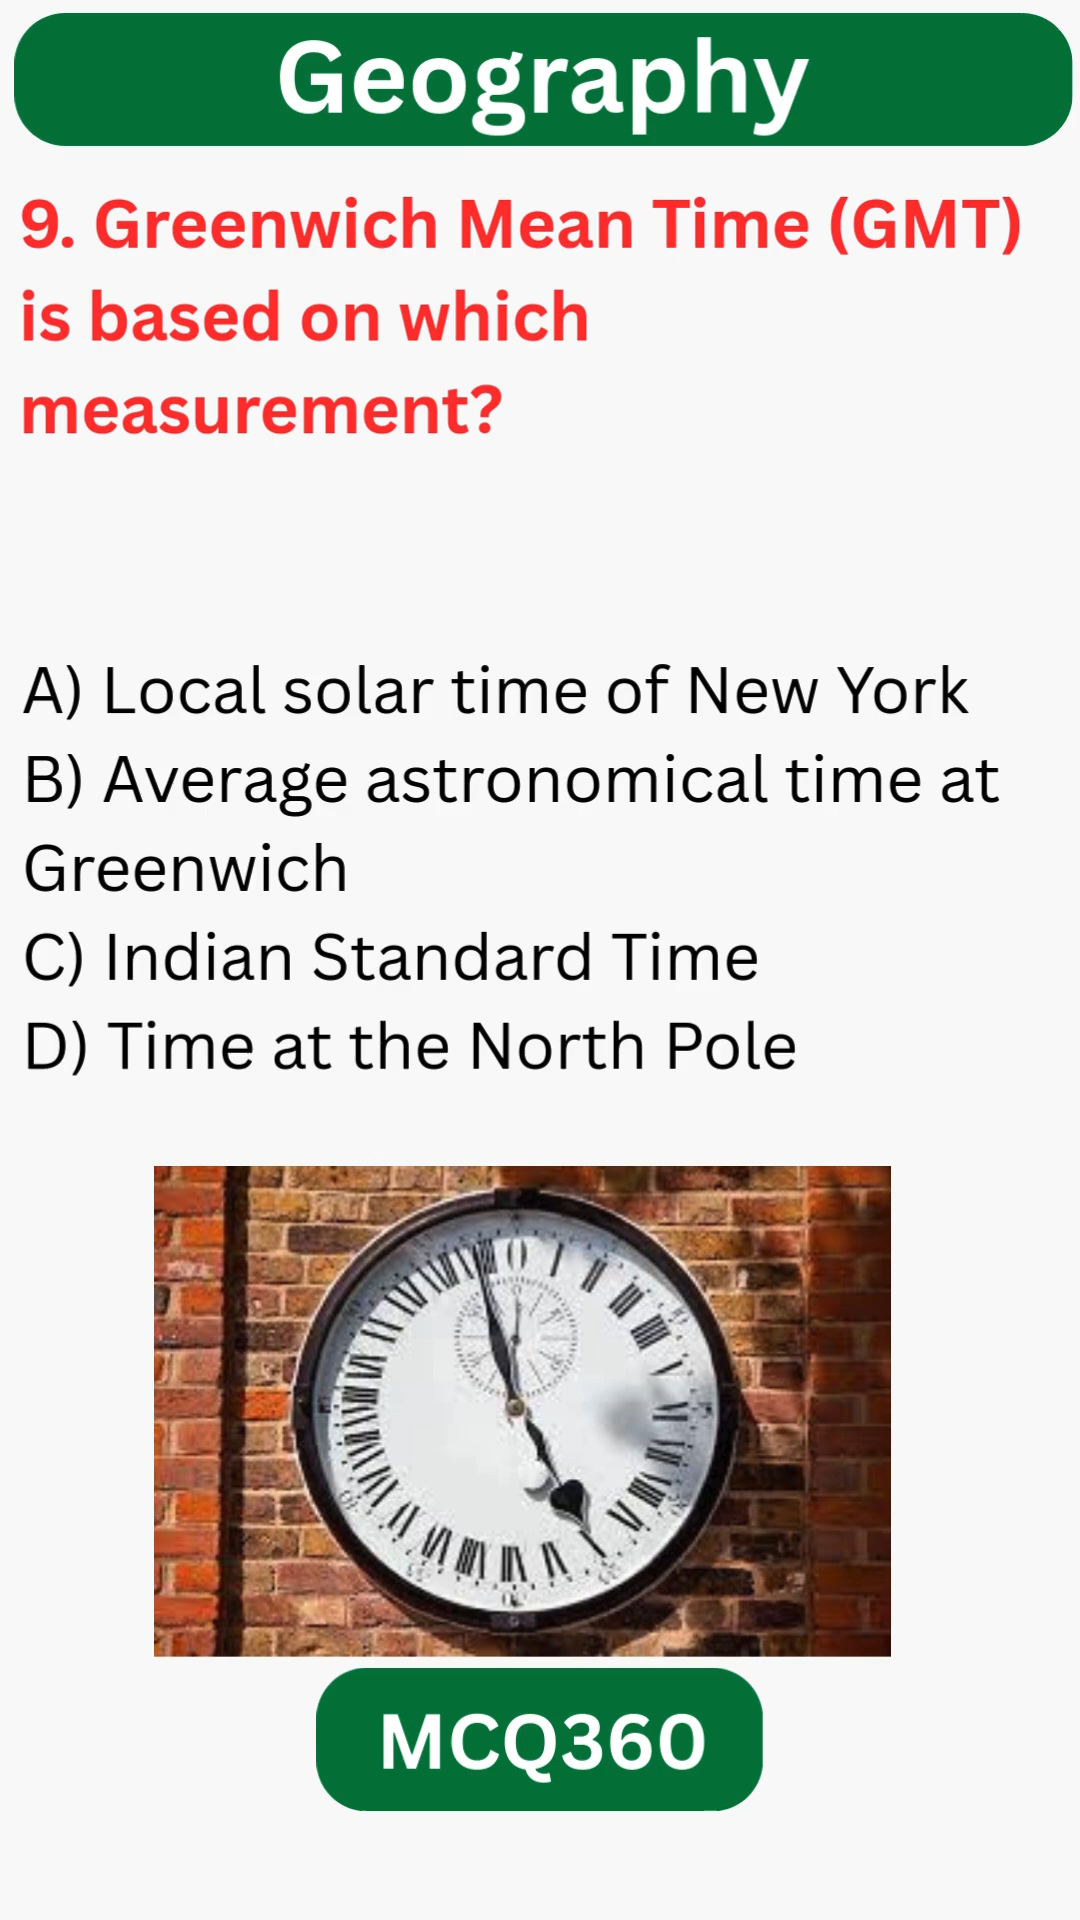 Geography
9. Greenwich Mean Time (GMT)
is based on which
measurement?
A) Local solar time of New York
B) Average astronomical time at
Greenwich
C) Indian Standard Time
D) Time at the North Pole
MCQ360